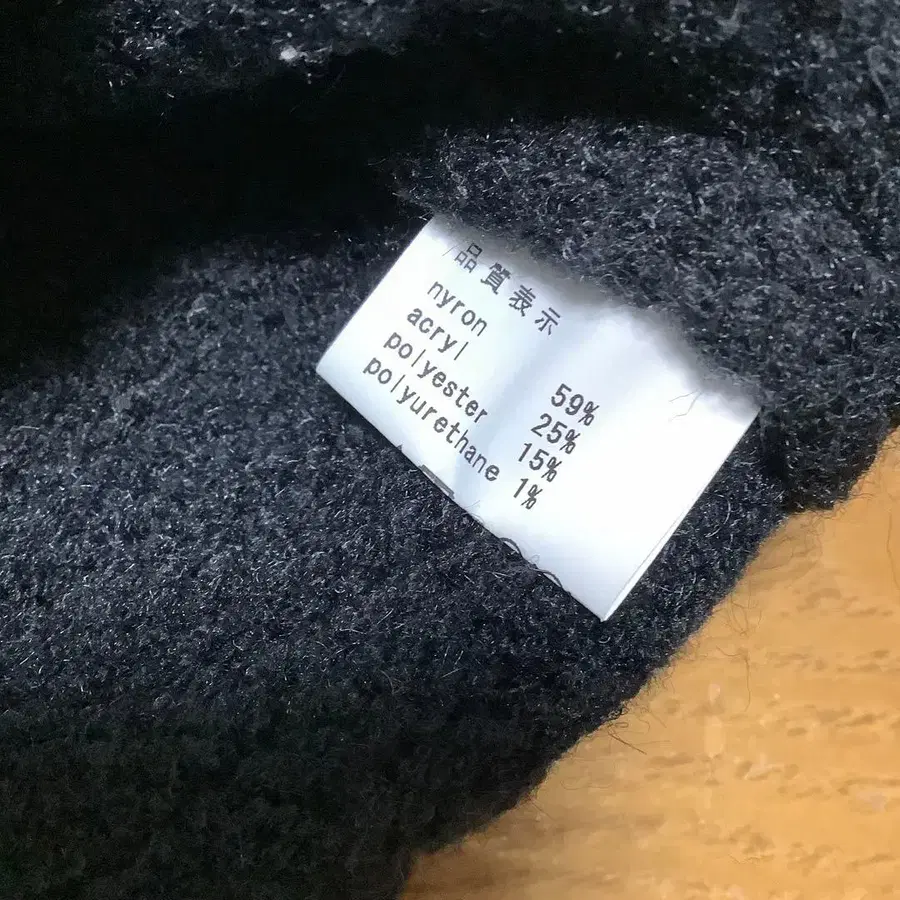 品質表示
nyron 59%
acryl 25%
polyester 15%
polyurethane 1%